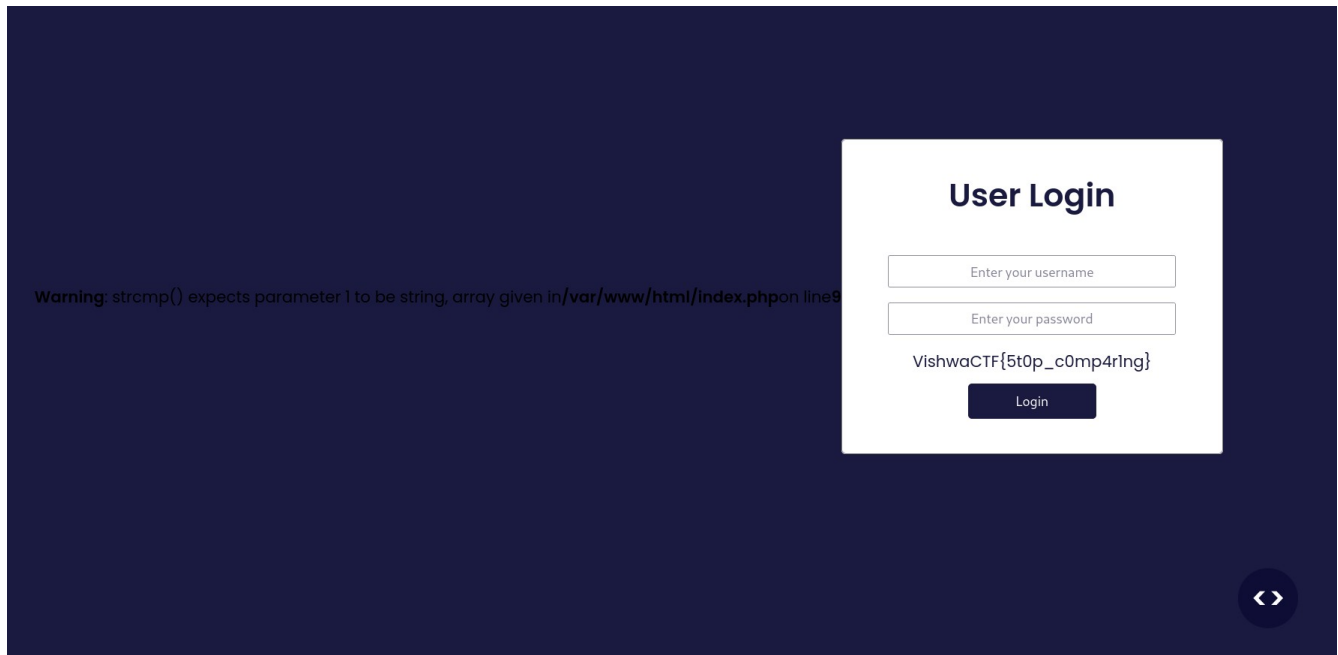 User Login
Enter your username
Warning: strcmp() expects parameter 1 to be string, array given in/var/www/html/index.phpon line9
Enter your password
VishwaCTF{5t0p_c0mp4r1ng}
Login
<>